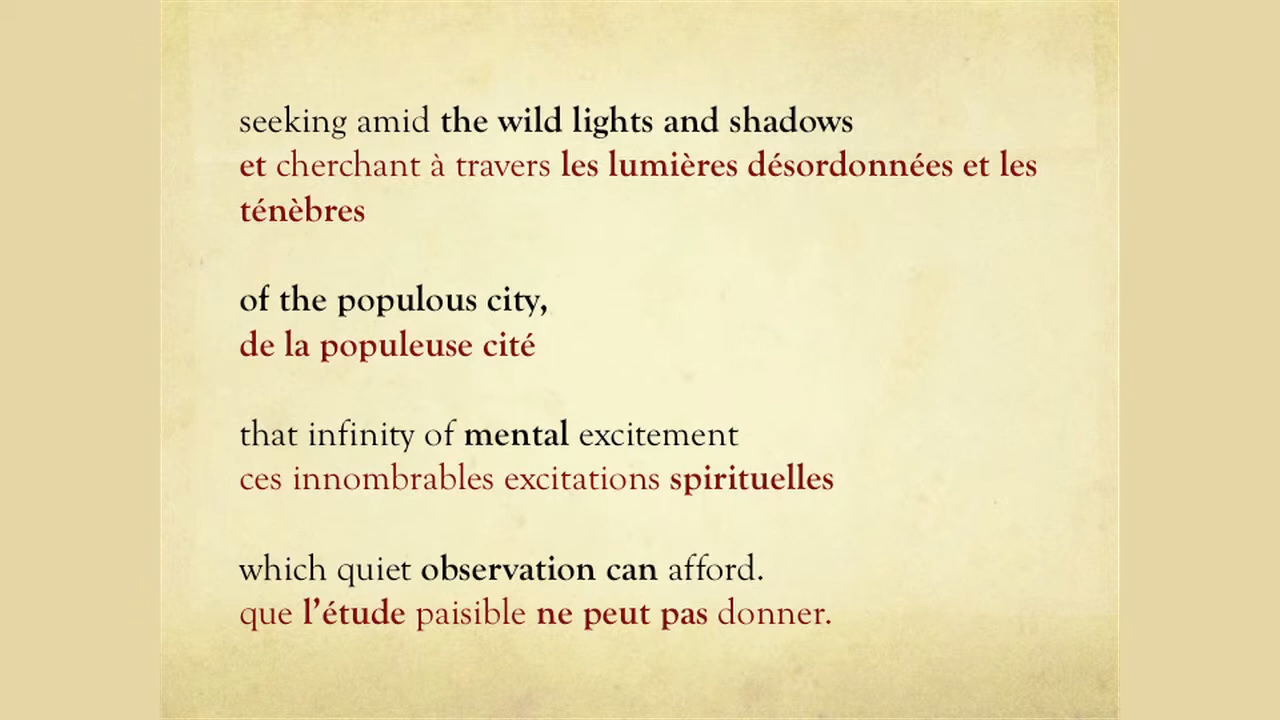 seeking amid the wild lights and shadows
et cherchant à travers les lumières désordonnées et les
ténèbres
of the populous city,
de la populeuse cité
that infinity of mental excitement
ces innombrables excitations spirituelles
which quiet observation can afford.
que l’étude paisible ne peut pas donner.